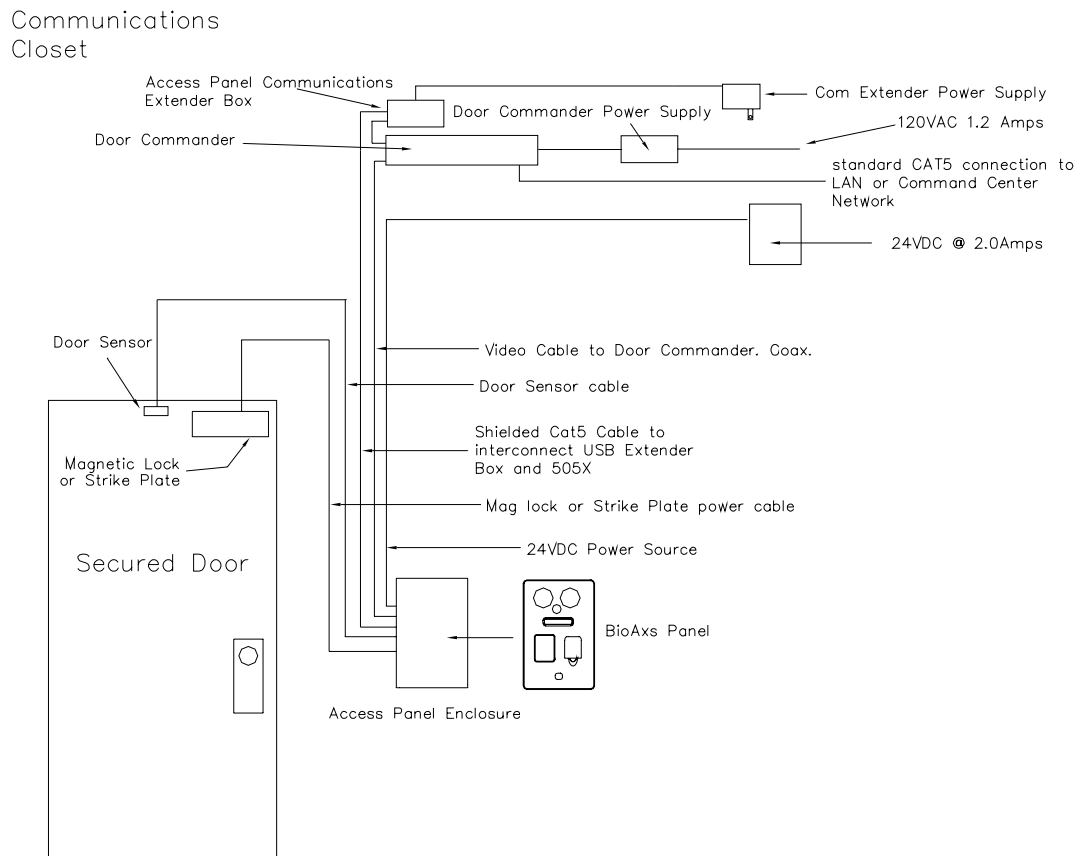 Communications
Closet
Access Panel Communications
Extender Box
Com Extender Power Supply
Door Commander Power Supply
120VAC 1.2 Amps
Door Commander
standard CAT5 connection to
LAN or Command Center
Network
24VDC @ 2.0Amps
Door Sensor
Video Cable to Door Commander. Coax.
Door Sensor cable
Shielded Cat5 Cable to
interconnect USB Extender
Box and 505X
Magnetic Lock
or Strike Plate
Mag lock or Strike Plate power cable
24VDC Power Source
Secured Door
BioAxs Panel
Access Panel Enclosure